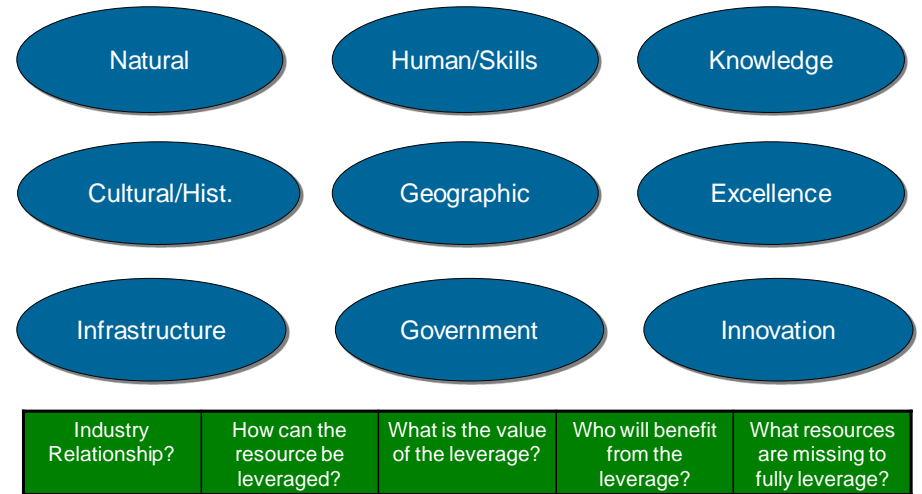 Natural
Human/Skills
Knowledge
Cultural/Hist.
Geographic
Excellence
Infrastructure
Government
Innovation
Industry
Relationship?
How can the
resource be
leveraged?
What is the value
of the leverage?
Who will benefit
from the
leverage?
What resources
are missing to
fully leverage?